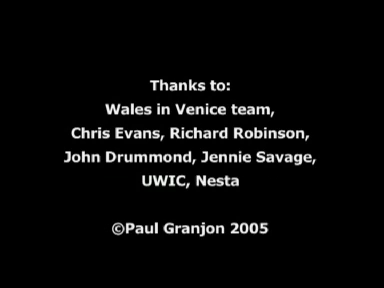 Thanks to:
Wales in Venice team,
Chris Evans, Richard Robinson,
John Drummond, Jennie Savage,
UWIC, Nesta
©Paul Granjon 2005